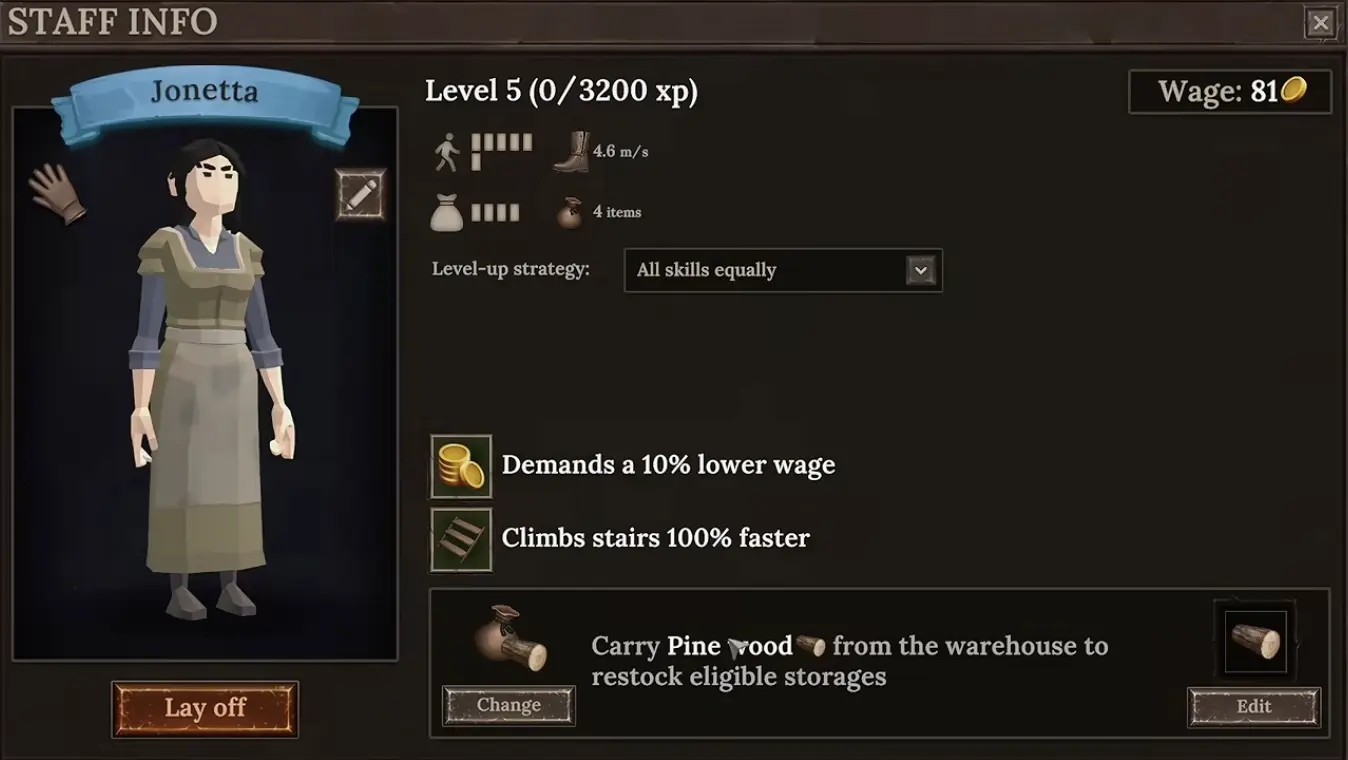 STAFF INFO
Jonetta
Level 5 (0/3200 xp)
Wage: 81
4.6 m/s
4 items
Level-up strategy:
All skills equally
Demands a 10% lower wage
Climbs stairs 100% faster
Carry Pine wood from the warehouse to
restock eligible storages
Change
Edit
Lay off